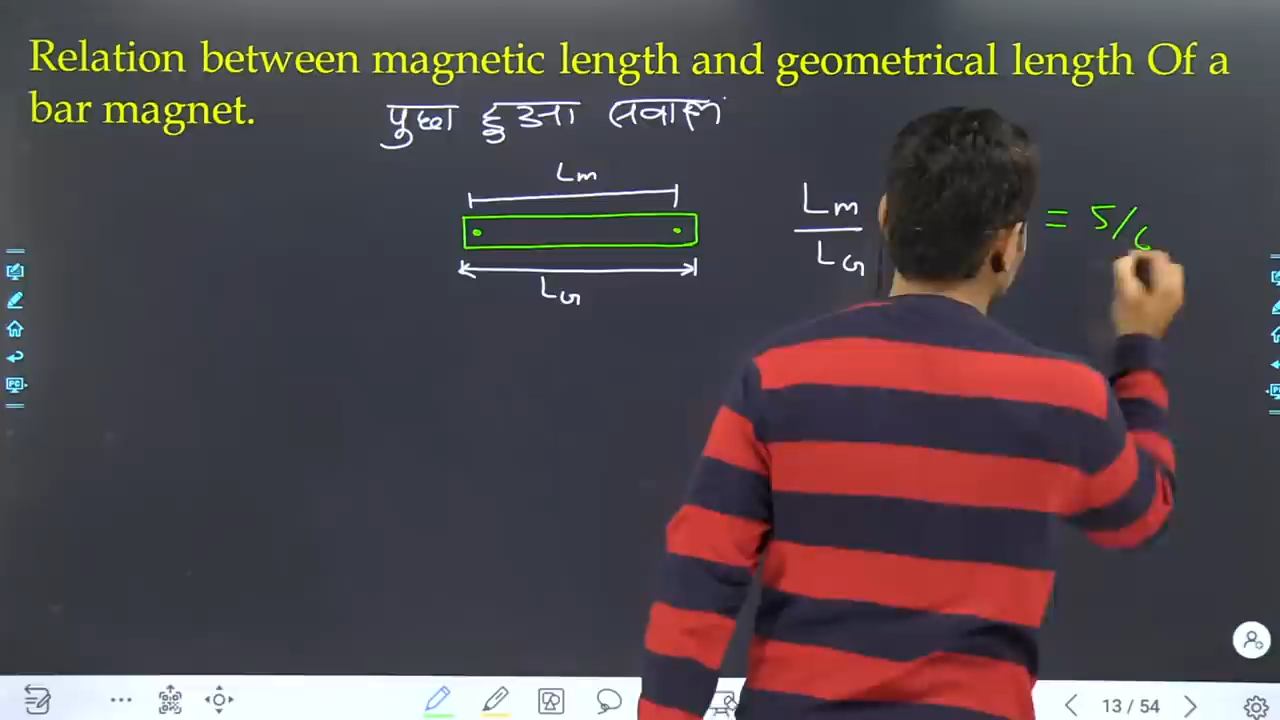 Relation between magnetic length and geometrical length Of a
bar magnet.
पुछा हुआ सवाल
Lm
LG
Lm
LG
= 5/6
13 / 54